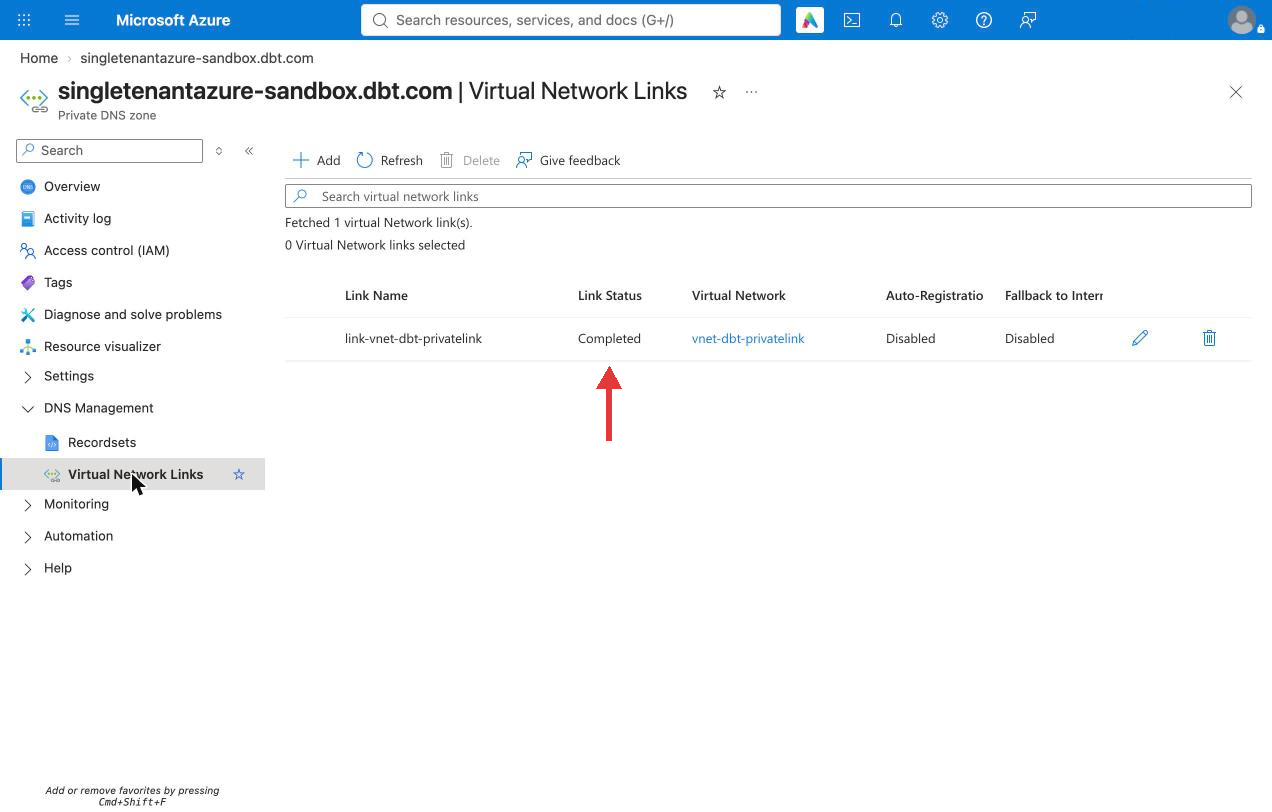 Microsoft Azure
Search resources, services, and docs (G+/)
Home › singletenantazure-sandbox.dbt.com
singletenantazure-sandbox.dbt.com | Virtual Network Links
Private DNS zone
Search
Add Refresh Delete Give feedback
Search virtual network links
Fetched 1 virtual Network link(s).
0 Virtual Network links selected
Link Name Link Status Virtual Network Auto-Registratio Fallback to Interr
link-vnet-dbt-privatelink Completed vnet-dbt-privatelink Disabled Disabled
Overview
Activity log
Access control (IAM)
Tags
Diagnose and solve problems
Resource visualizer
Settings
DNS Management
Recordsets
Virtual Network Links
Monitoring
Automation
Help
Add or remove favorites by pressing
Cmd+Shift+F